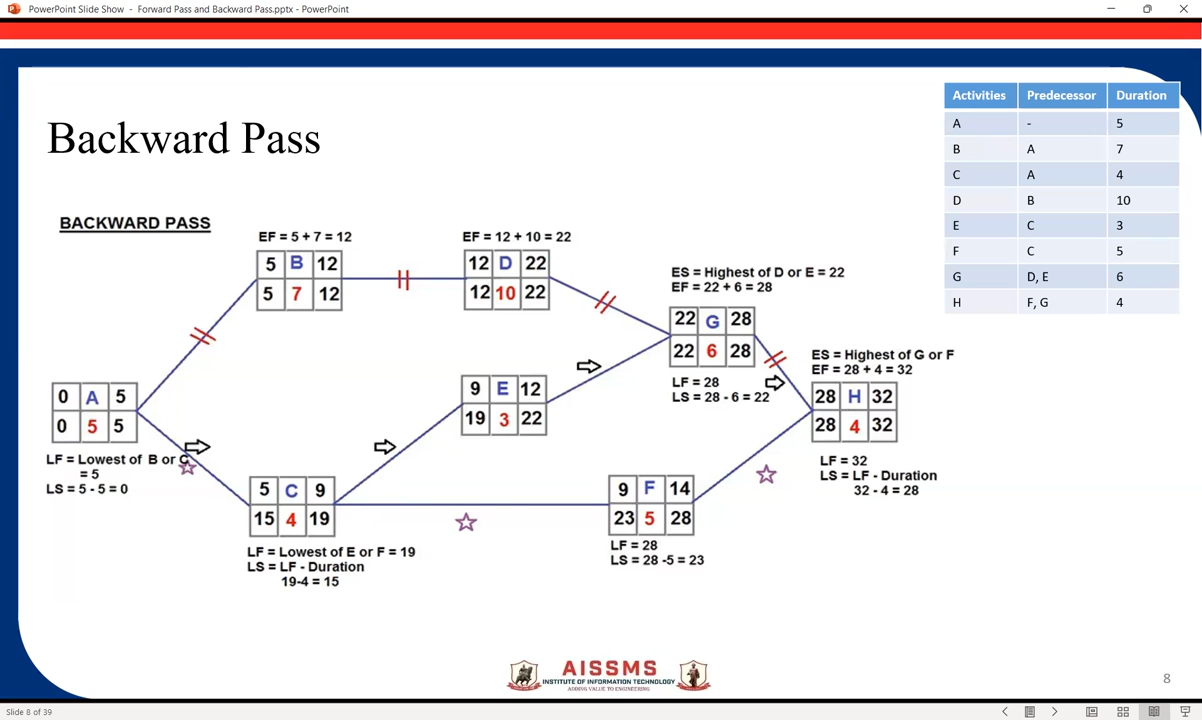 PowerPoint Slide Show - Forward Pass and Backward Pass.pptx - PowerPoint
Backward Pass
Activities Predecessor Duration
A - 5
B A 7
C A 4
D B 10
E C 3
F C 5
G D, E 6
H F, G 4
BACKWARD PASS
EF = 5 + 7 = 12
5 B 12
5 7 12
EF = 12 + 10 = 22
12 D 22
12 10 22
ES = Highest of D or E = 22
EF = 22 + 6 = 28
22 G 28
22 6 28
LF = 28
LS = 28 - 6 = 22
ES = Highest of G or F
EF = 28 + 4 = 32
28 H 32
28 4 32
LF = 32
LS = LF - Duration
32 - 4 = 28
0 A 5
0 5 5
LF = Lowest of B or C
= 5
LS = 5 - 5 = 0
9 E 12
19 3 22
5 C 9
15 4 19
LF = Lowest of E or F = 19
LS = LF - Duration
19-4 = 15
9 F 14
23 5 28
LF = 28
LS = 28 -5 = 23
AISSMS
INSTITUTE OF INFORMATION TECHNOLOGY
ADDING VALUE TO ENGINEERING
8
Slide 8 of 39